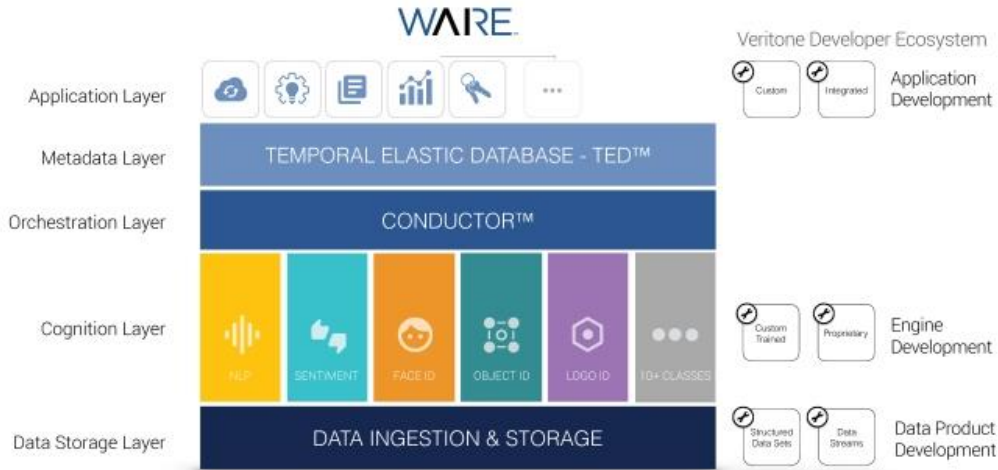 WAIRE™
Veritone Developer Ecosystem
Application Layer
...
Custom
Integrated
Application
Development
Metadata Layer
TEMPORAL ELASTIC DATABASE - TED™
Orchestration Layer
CONDUCTOR™
Cognition Layer
NLP
SENTIMENT
FACE ID
OBJECT ID
LOGO ID
10+ CLASSES
Custom
Trained
Proprietary
Engine
Development
Data Storage Layer
DATA INGESTION & STORAGE
Structured
Data Sets
Data
Streams
Data Product
Development